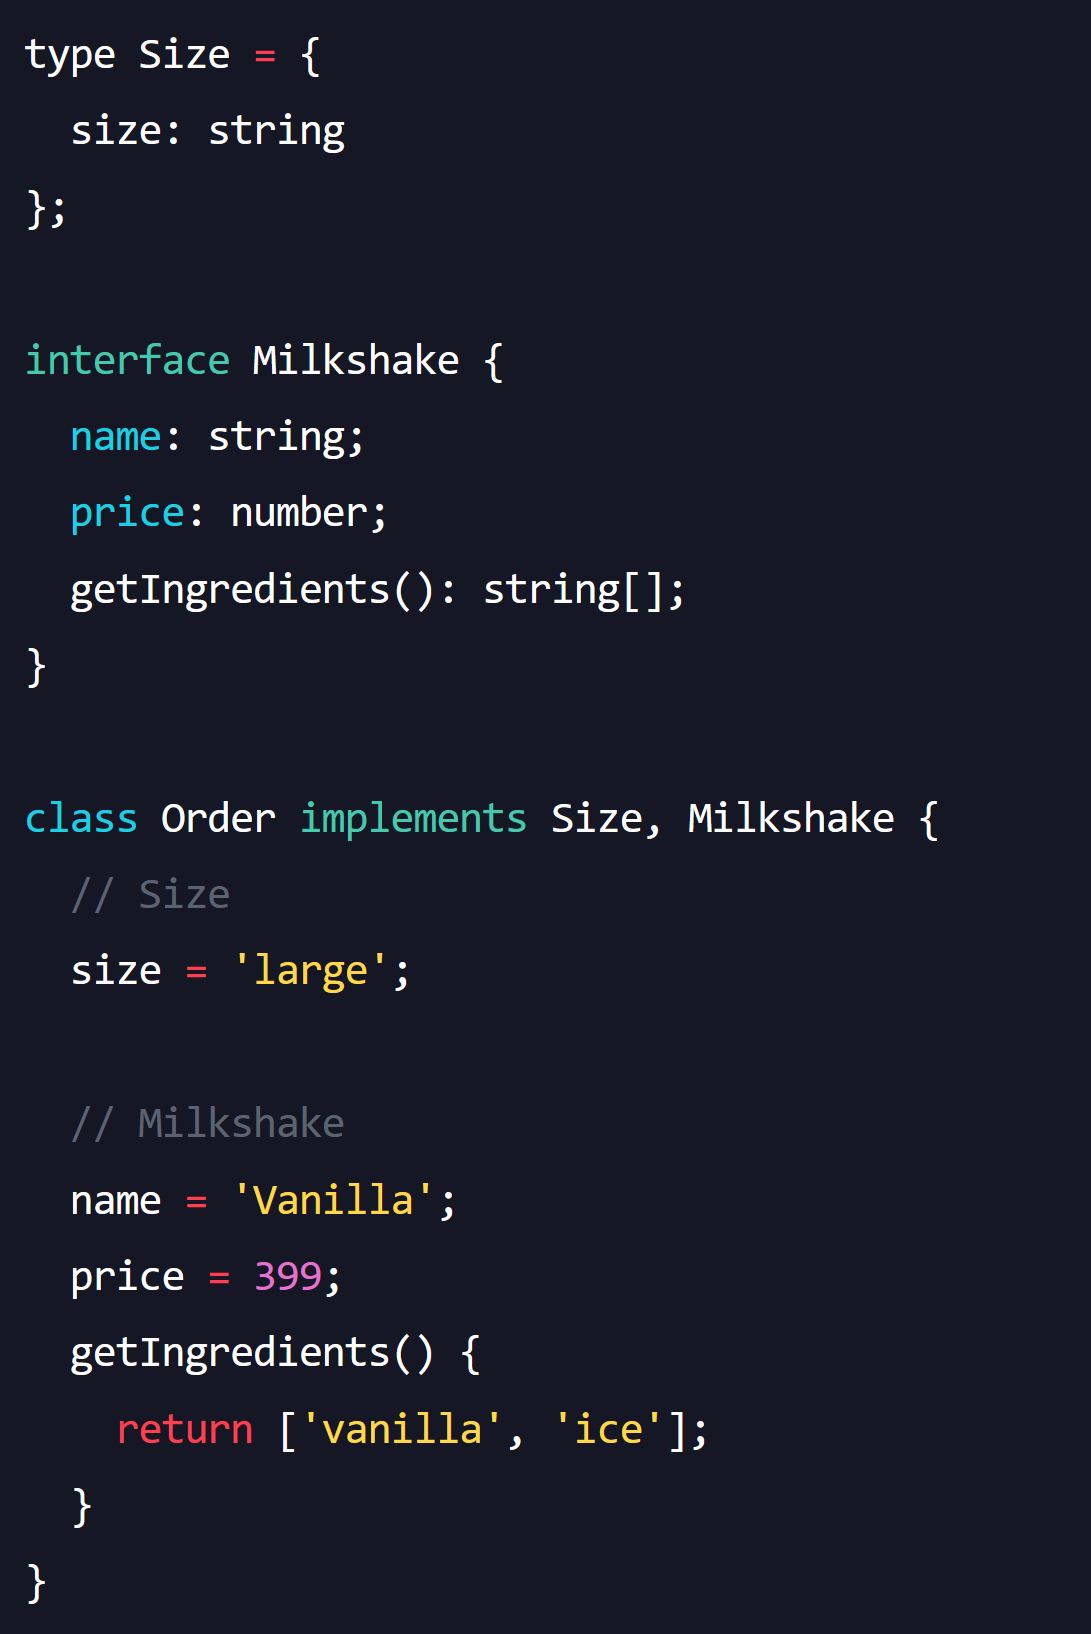 type Size = {
  size: string
};

interface Milkshake {
  name: string;
  price: number;
  getIngredients(): string[];
}

class Order implements Size, Milkshake {
  // Size
  size = 'large';

  // Milkshake
  name = 'Vanilla';
  price = 399;
  getIngredients() {
    return ['vanilla', 'ice'];
  }
}